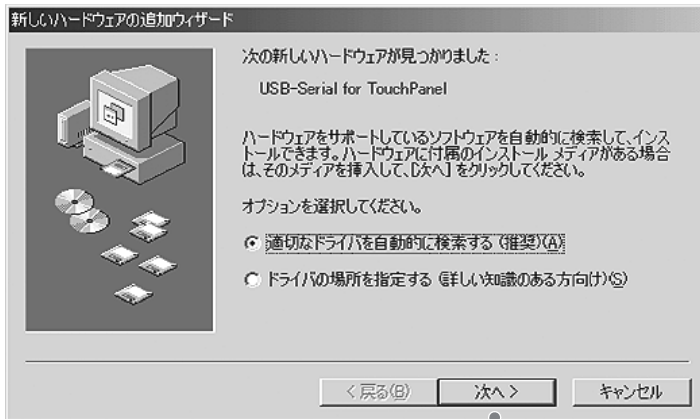 新しいハードウェアの追加ウィザード
次の新しいハードウェアが見つかりました：
USB-Serial for TouchPanel
ハードウェアをサポートしているソフトウェアを自動的に検索して、インス
トールできます。ハードウェアに付属のインストール メディアがある場合
は、そのメディアを挿入して、[次へ] をクリックしてください。
オプションを選択してください。
適切なドライバを自動的に検索する (推奨)(A)
ドライバの場所を指定する (詳しい知識のある方向け)(S)
< 戻る(B)
次へ >
キャンセル